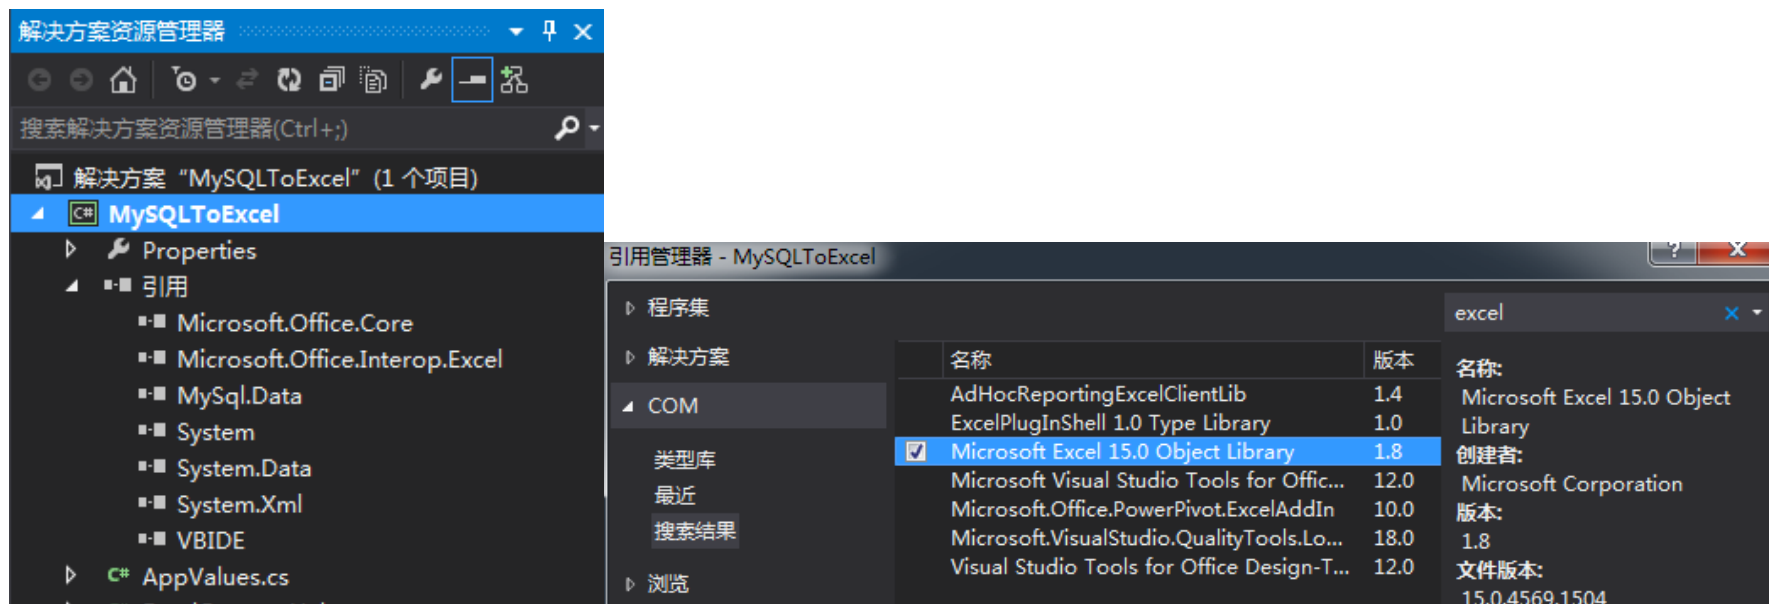 解决方案资源管理器
搜索解决方案资源管理器(Ctrl+;)
解决方案“MySQLToExcel”(1 个项目)
C# MySQLToExcel
Properties
引用
Microsoft.Office.Core
Microsoft.Office.Interop.Excel
MySql.Data
System
System.Data
System.Xml
VBIDE
C# AppValues.cs
引用管理器 - MySQLToExcel
程序集
解决方案
COM
类型库
最近
搜索结果
浏览
名称 版本
AdHocReportingExcelClientLib 1.4
ExcelPlugInShell 1.0 Type Library 1.0
Microsoft Excel 15.0 Object Library 1.8
Microsoft Visual Studio Tools for Offic... 12.0
Microsoft.Office.PowerPivot.ExcelAddIn 10.0
Microsoft.VisualStudio.QualityTools.Lo... 18.0
Visual Studio Tools for Office Design-T... 12.0
excel
名称:
Microsoft Excel 15.0 Object
Library
创建者:
Microsoft Corporation
版本:
1.8
文件版本:
15.0.4569.1504